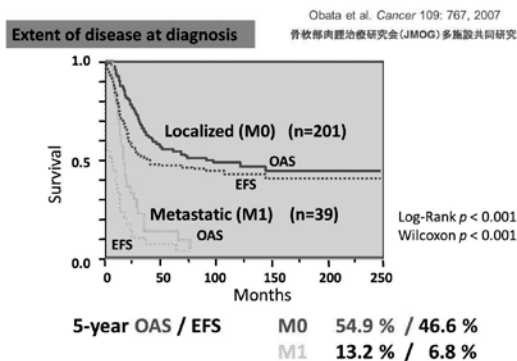 Obata et al. Cancer 109: 767, 2007
Extent of disease at diagnosis
骨軟部肉腫治療研究会(JMOG)多施設共同研究
1.0
Localized (M0) (n=201)
OAS
EFS
0.5
Survival
Metastatic (M1) (n=39)
EFS
OAS
0.0
0 50 100 150 200 250
Months
Log-Rank p < 0.001
Wilcoxon p < 0.001
5-year OAS / EFS
M0 54.9 % / 46.6 %
M1 13.2 % / 6.8 %